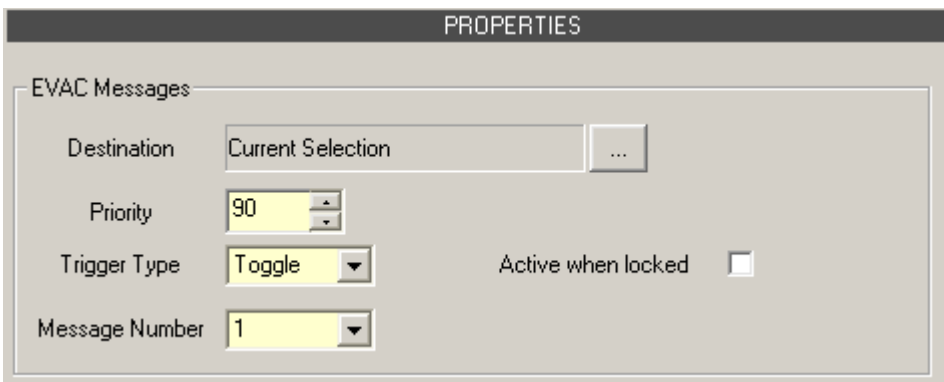 PROPERTIES
EVAC Messages
Destination Current Selection ...
Priority 90
Trigger Type Toggle Active when locked
Message Number 1